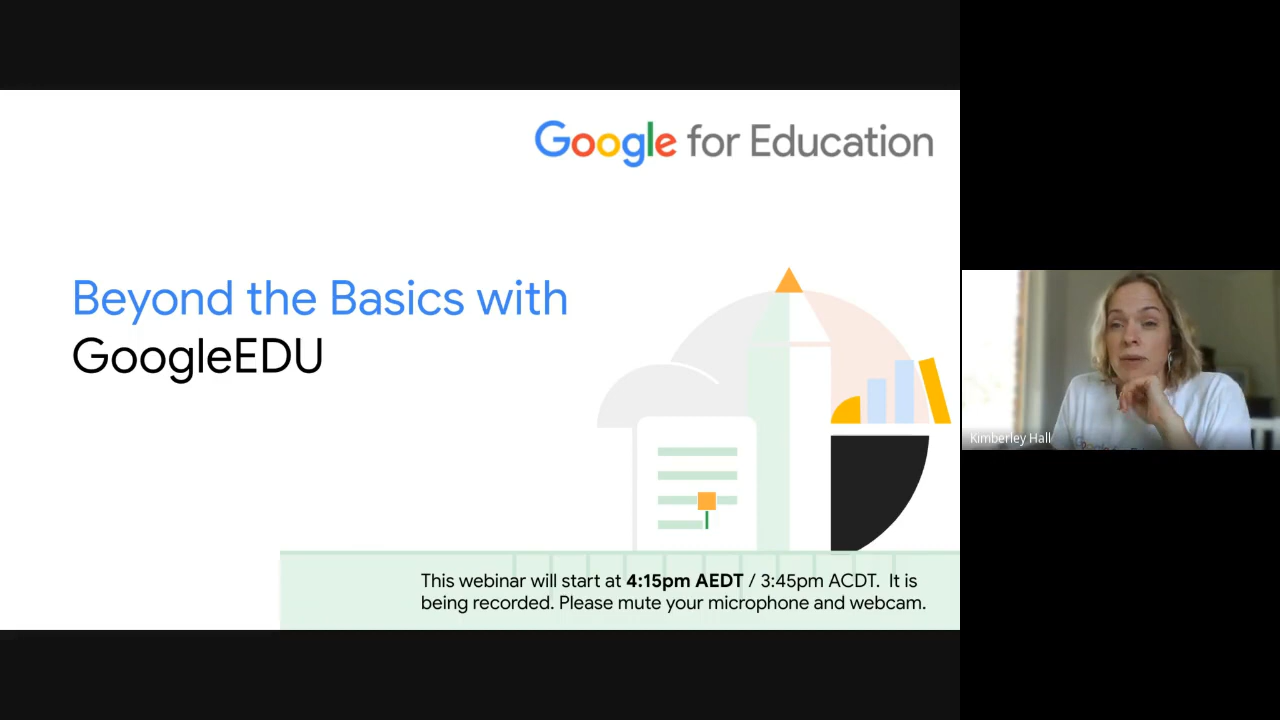 Google for Education
Beyond the Basics with
GoogleEDU
This webinar will start at 4:15pm AEDT / 3:45pm ACDT. It is
being recorded. Please mute your microphone and webcam.
Kimberley Hall